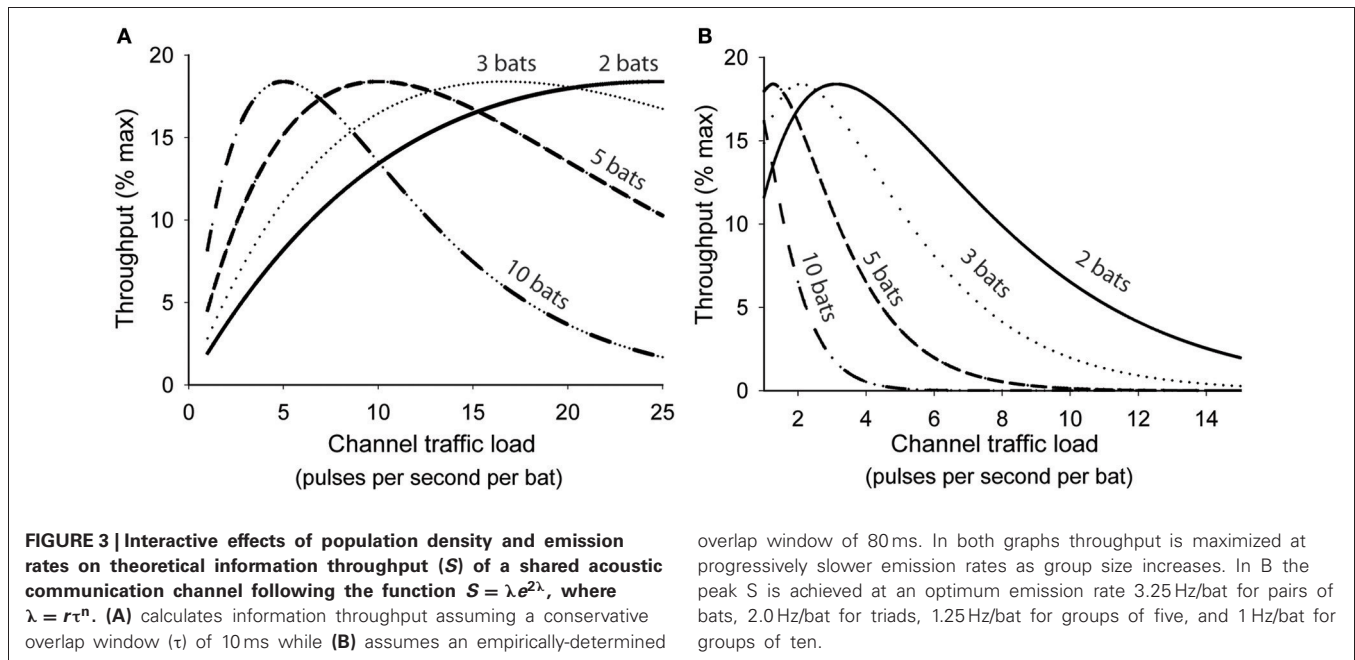 A
20
15
10
5
0
Throughput (% max)
3 bats
2 bats
5 bats
10 bats
0 5 10 15 20 25
Channel traffic load
(pulses per second per bat)
B
20
15
10
5
0
Throughput (% max)
2 bats
3 bats
5 bats
10 bats
2 4 6 8 10 12 14
Channel traffic load
(pulses per second per bat)
FIGURE 3 | Interactive effects of population density and emission
rates on theoretical information throughput (S) of a shared acoustic
communication channel following the function S = λe²λ, where
λ = rτⁿ. (A) calculates information throughput assuming a conservative
overlap window (τ) of 10 ms while (B) assumes an empirically-determined
overlap window of 80 ms. In both graphs throughput is maximized at
progressively slower emission rates as group size increases. In B the
peak S is achieved at an optimum emission rate 3.25 Hz/bat for pairs of
bats, 2.0 Hz/bat for triads, 1.25 Hz/bat for groups of five, and 1 Hz/bat for
groups of ten.